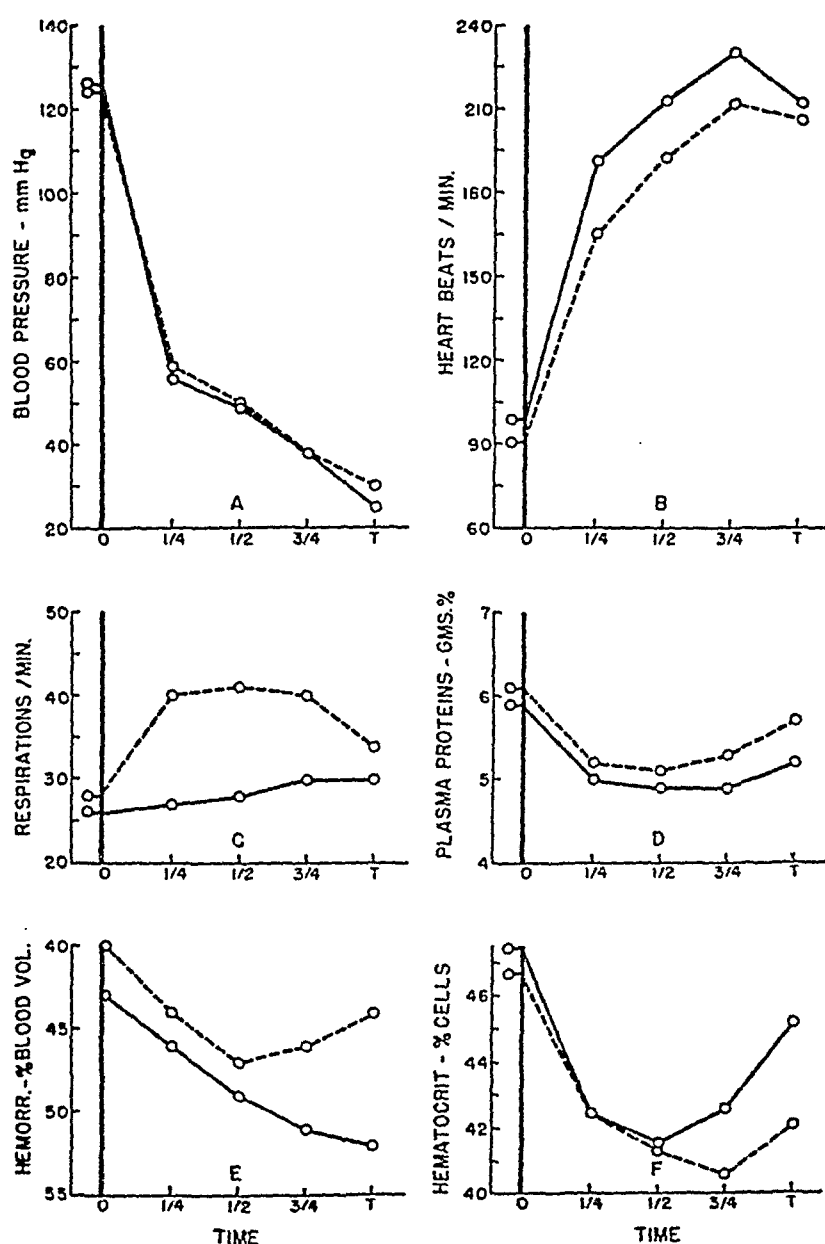 BLOOD PRESSURE - mm Hg
140
120
100
80
60
40
20
A
0 1/4 1/2 3/4 T
HEART BEATS / MIN.
240
210
180
150
120
90
60
B
0 1/4 1/2 3/4 T
RESPIRATIONS /MIN.
50
40
30
20
C
0 1/4 1/2 3/4 T
PLASMA PROTEINS - GMS.%
7
6
5
4
D
0 1/4 1/2 3/4 T
HEMORR.-%BLOOD VOL.
40
45
50
55
E
0 1/4 1/2 3/4 T
TIME
HEMATOCRIT - % CELLS
46
44
42
40
F
0 1/4 1/2 3/4 T
TIME